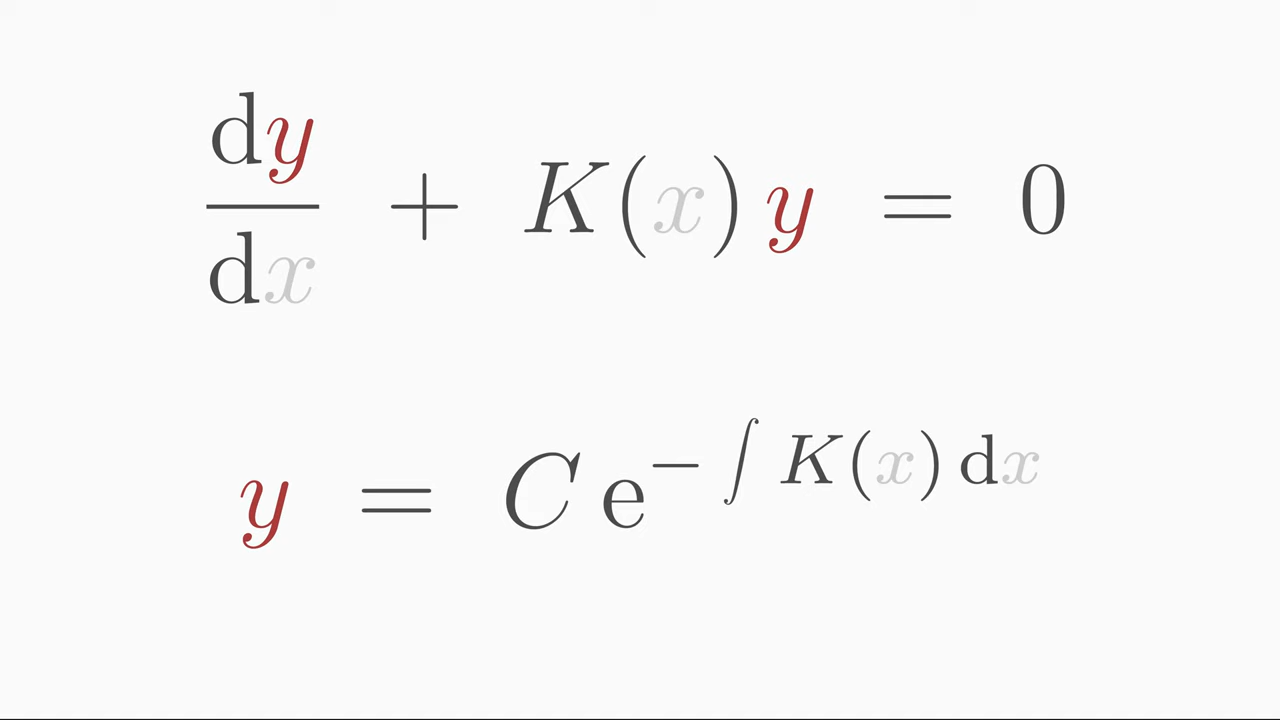 dy/dx + K(x) y = 0
y = C e^{-∫ K(x) dx}